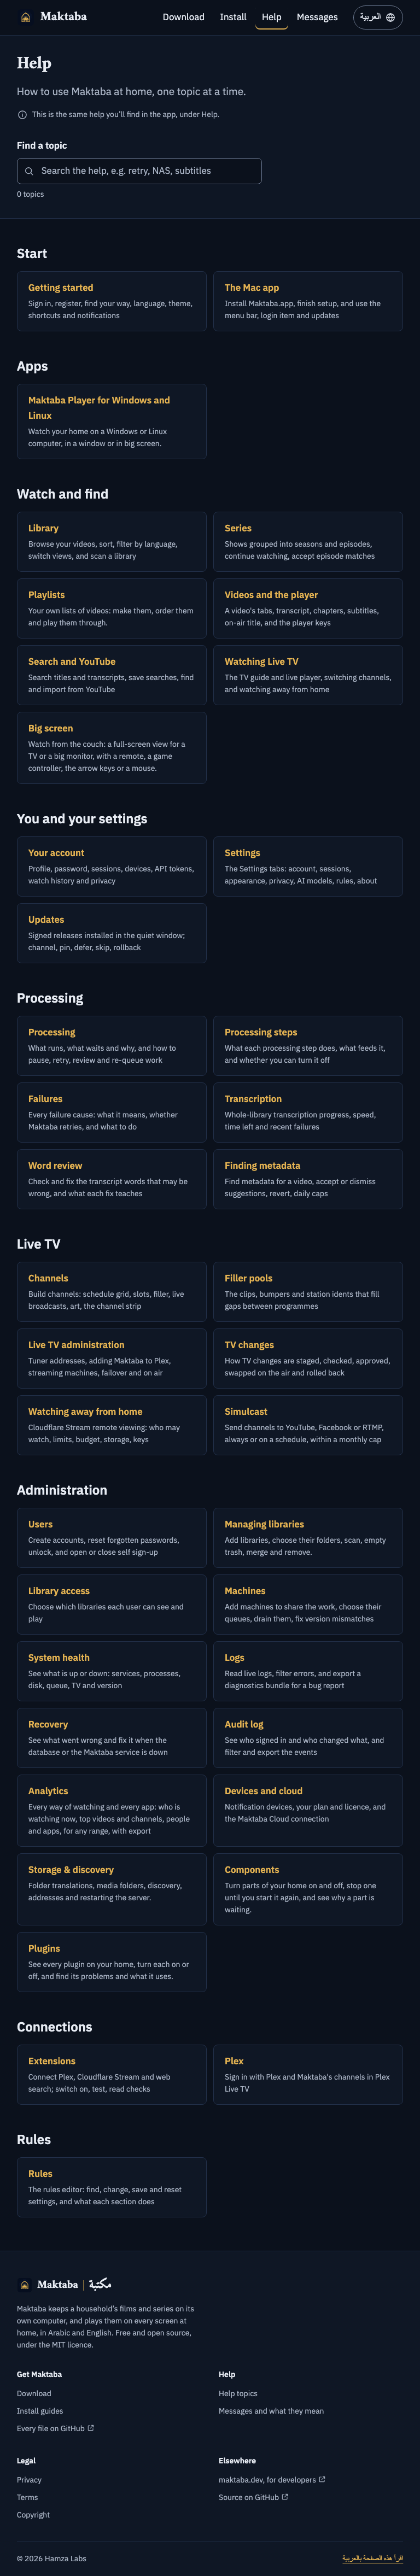 Maktaba
Download
Install
Help
Messages
العربية
Help
How to use Maktaba at home, one topic at a time.
This is the same help you'll find in the app, under Help.
Find a topic
Search the help, e.g. retry, NAS, subtitles
0 topics
Start
Getting started
Sign in, register, find your way, language, theme,
shortcuts and notifications
The Mac app
Install Maktaba.app, finish setup, and use the
menu bar, login item and updates
Apps
Maktaba Player for Windows and
Linux
Watch your home on a Windows or Linux
computer, in a window or in big screen.
Watch and find
Library
Browse your videos, sort, filter by language,
switch views, and scan a library
Series
Shows grouped into seasons and episodes,
continue watching, accept episode matches
Playlists
Your own lists of videos: make them, order them
and play them through.
Videos and the player
A video's tabs, transcript, chapters, subtitles,
on-air title, and the player keys
Search and YouTube
Search titles and transcripts, save searches, find
and import from YouTube
Watching Live TV
The TV guide and live player, switching channels,
and watching away from home
Big screen
Watch from the couch: a full-screen view for a
TV or a big monitor, with a remote, a game
controller, the arrow keys or a mouse.
You and your settings
Your account
Profile, password, sessions, devices, API tokens,
watch history and privacy
Settings
The Settings tabs: account, sessions,
appearance, privacy, AI models, rules, about
Updates
Signed releases installed in the quiet window;
channel, pin, defer, skip, rollback
Processing
Processing
What runs, what waits and why, and how to
pause, retry, review and re-queue work
Processing steps
What each processing step does, what feeds it,
and whether you can turn it off
Failures
Every failure cause: what it means, whether
Maktaba retries, and what to do
Transcription
Whole-library transcription progress, speed,
time left and recent failures
Word review
Check and fix the transcript words that may be
wrong, and what each fix teaches
Finding metadata
Find metadata for a video, accept or dismiss
suggestions, revert, daily caps
Live TV
Channels
Build channels: schedule grid, slots, filler, live
broadcasts, art, the channel strip
Filler pools
The clips, bumpers and station idents that fill
gaps between programmes
Live TV administration
Tuner addresses, adding Maktaba to Plex,
streaming machines, failover and on air
TV changes
How TV changes are staged, checked, approved,
swapped on the air and rolled back
Watching away from home
Cloudflare Stream remote viewing: who may
watch, limits, budget, storage, keys
Simulcast
Send channels to YouTube, Facebook or RTMP,
always or on a schedule, within a monthly cap
Administration
Users
Create accounts, reset forgotten passwords,
unlock, and open or close self sign-up
Managing libraries
Add libraries, choose their folders, scan, empty
trash, merge and remove.
Library access
Choose which libraries each user can see and
play
Machines
Add machines to share the work, choose their
queues, drain them, fix version mismatches
System health
See what is up or down: services, processes,
disk, queue, TV and version
Logs
Read live logs, filter errors, and export a
diagnostics bundle for a bug report
Recovery
See what went wrong and fix it when the
database or the Maktaba service is down
Audit log
See who signed in and who changed what, and
filter and export the events
Analytics
Every way of watching and every app: who is
watching now, top videos and channels, people
and apps, for any range, with export
Devices and cloud
Notification devices, your plan and licence, and
the Maktaba Cloud connection
Storage & discovery
Folder translations, media folders, discovery,
addresses and restarting the server.
Components
Turn parts of your home on and off, stop one
until you start it again, and see why a part is
waiting.
Plugins
See every plugin on your home, turn each on or
off, and find its problems and what it uses.
Connections
Extensions
Connect Plex, Cloudflare Stream and web
search; switch on, test, read checks
Plex
Sign in with Plex and Maktaba's channels in Plex
Live TV
Rules
Rules
The rules editor: find, change, save and reset
settings, and what each section does
Maktaba | مكتبة
Maktaba keeps a household's films and series on its
own computer, and plays them on every screen at
home, in Arabic and English. Free and open source,
under the MIT licence.
Get Maktaba
Download
Install guides
Every file on GitHub
Help
Help topics
Messages and what they mean
Legal
Privacy
Terms
Copyright
Elsewhere
maktaba.dev, for developers
Source on GitHub
© 2026 Hamza Labs
اقرأ هذه الصفحة بالعربية